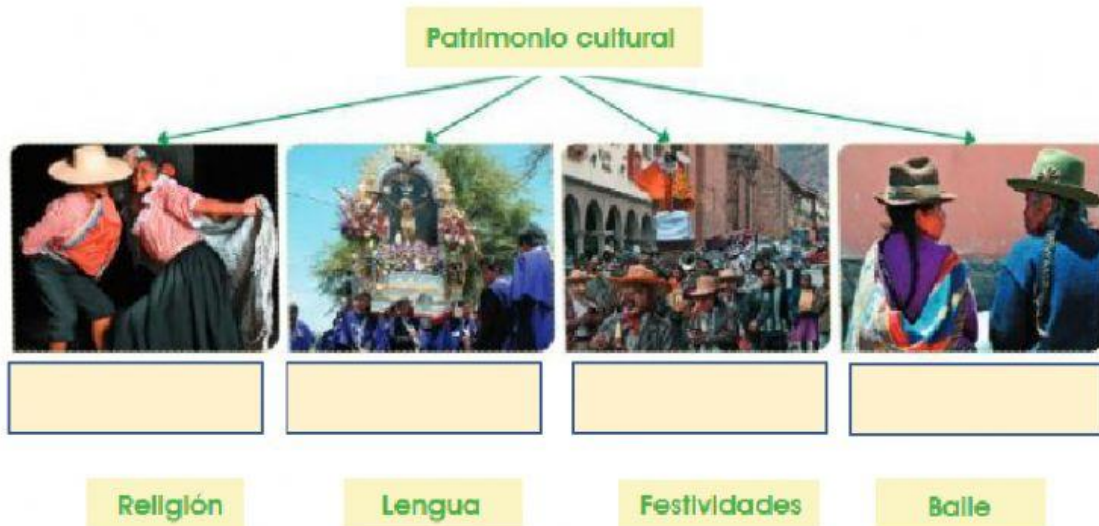 Patrimonio cultural
Religión
Lengua
Festividades
Baile